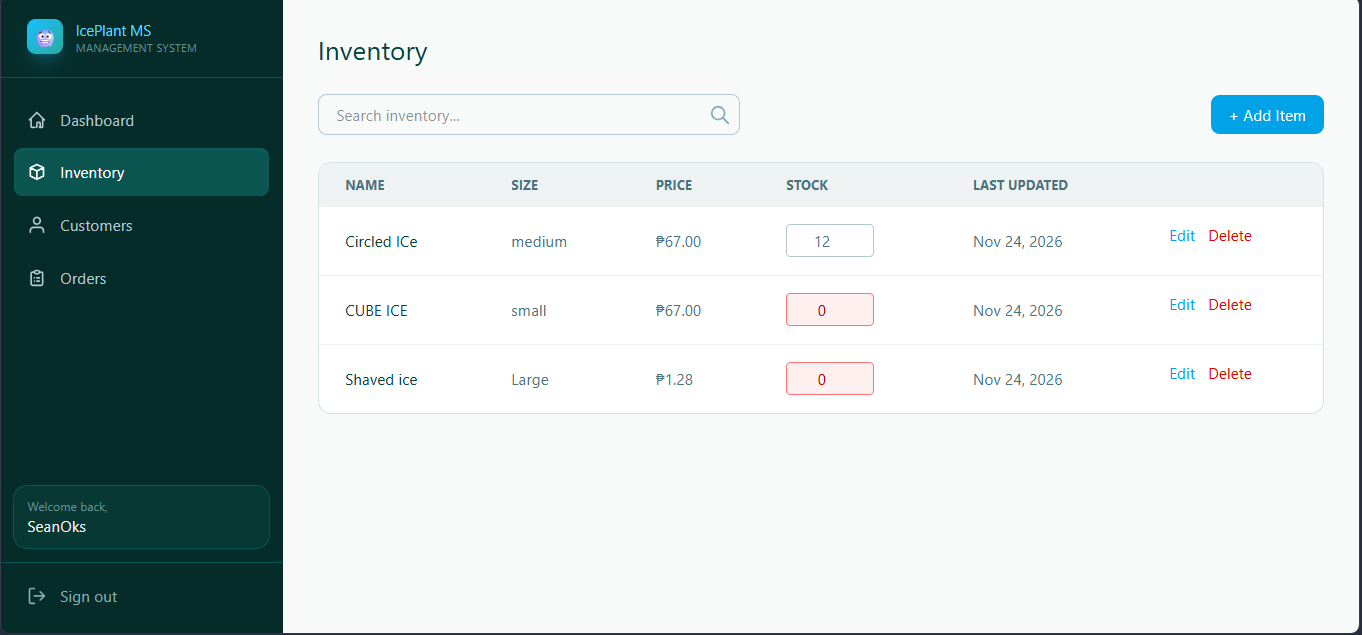 IcePlant MS
MANAGEMENT SYSTEM
Dashboard
Inventory
Customers
Orders
Welcome back,
SeanOks
Sign out
Inventory
Search inventory...
+ Add Item
NAME SIZE PRICE STOCK LAST UPDATED
Circled ICe medium ₱67.00 12 Nov 24, 2026 Edit Delete
CUBE ICE small ₱67.00 0 Nov 24, 2026 Edit Delete
Shaved ice Large ₱1.28 0 Nov 24, 2026 Edit Delete